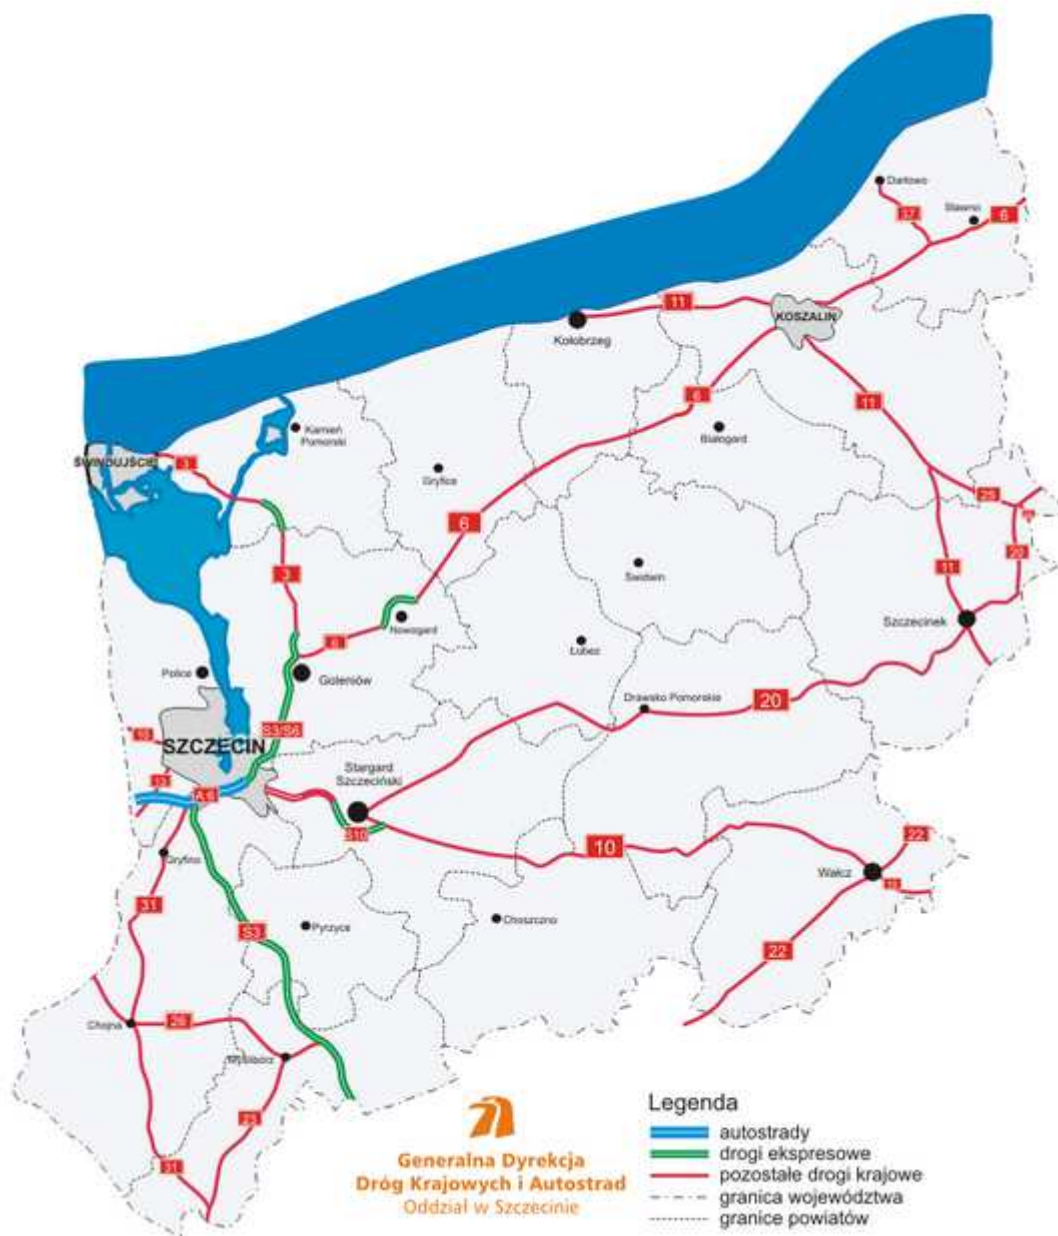 Darłowo
Sławno
37
6
11
KOSZALIN
Kołobrzeg
6
11
Kamień
Pomorski
Białogard
ŚWINOUJŚCIE
3
Gryfice
25
6
Świdwin
11
20
3
Nowogard
Szczecinek
6
Łobez
Police
Goleniów
Drawsko Pomorskie
20
S3/S6
10
SZCZECIN
Stargard
Szczeciński
13
A 6
S10
22
10
Gryfino
Wałcz
10
31
Choszczno
Pyrzyce
S3
22
Chojna
26
Myślibórz
23
31
Legenda
autostrady
drogi ekspresowe
pozostałe drogi krajowe
granica województwa
granice powiatów
Generalna Dyrekcja
Dróg Krajowych i Autostrad
Oddział w Szczecinie